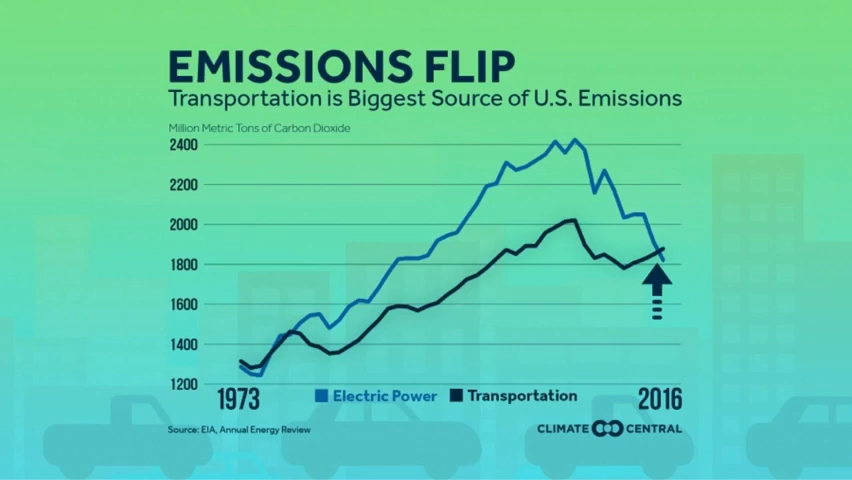 EMISSIONS FLIP
Transportation is Biggest Source of U.S. Emissions
Million Metric Tons of Carbon Dioxide
2400
2200
2000
1800
1600
1400
1200
1973
2016
Electric Power
Transportation
Source: EIA, Annual Energy Review
CLIMATE CENTRAL